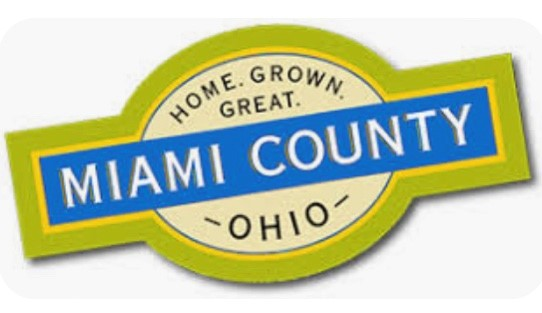 HOME. GROWN.
GREAT.
MIAMI COUNTY
-OHIO-